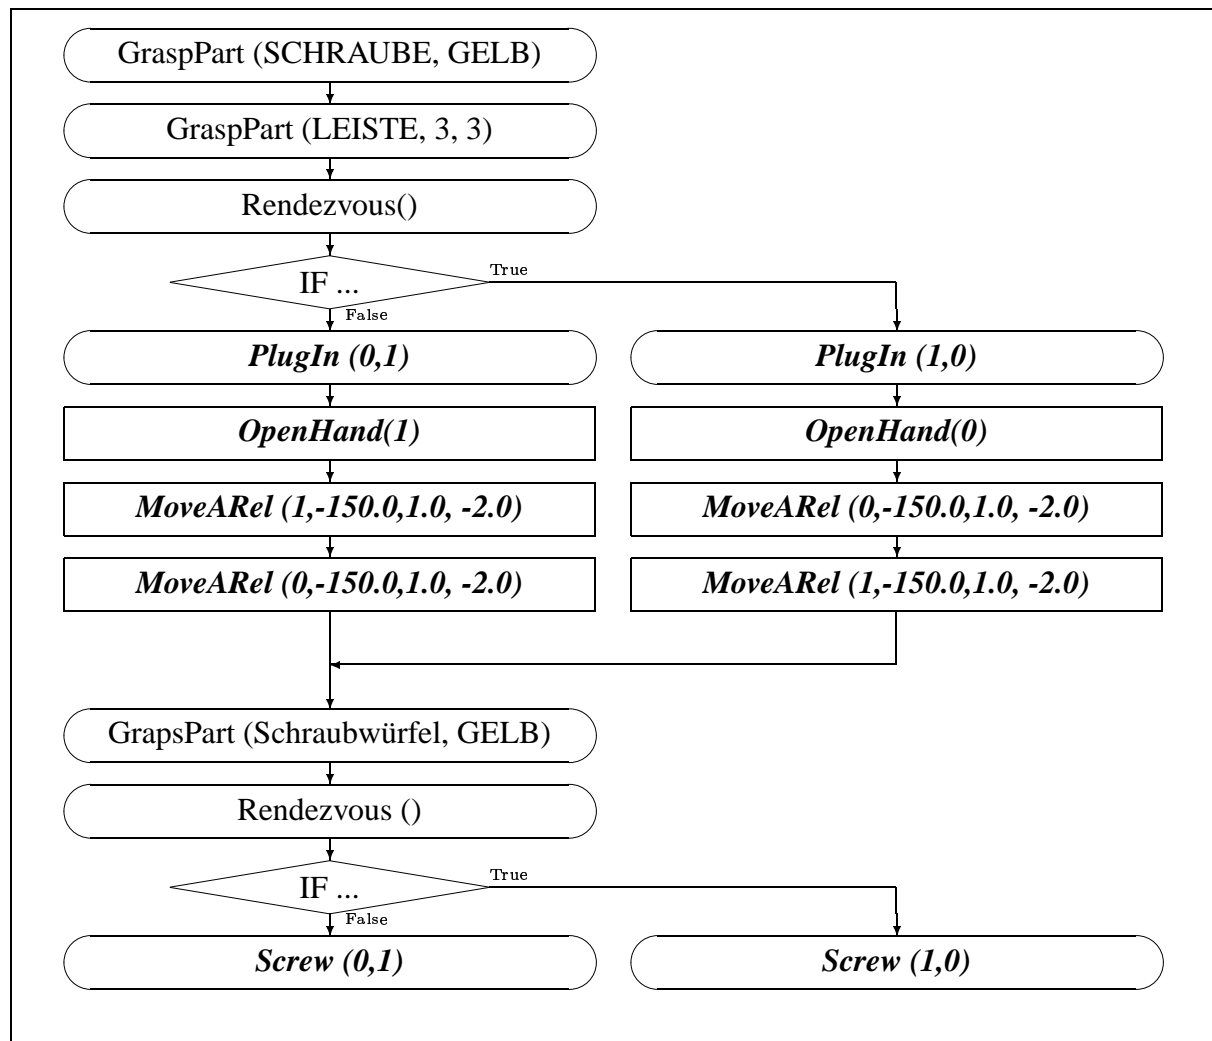 GraspPart (SCHRAUBE, GELB)
GraspPart (LEISTE, 3, 3)
Rendezvous()
IF ...
True
False
PlugIn (0,1)
PlugIn (1,0)
OpenHand(1)
OpenHand(0)
MoveARel (1,-150.0,1.0, -2.0)
MoveARel (0,-150.0,1.0, -2.0)
MoveARel (0,-150.0,1.0, -2.0)
MoveARel (1,-150.0,1.0, -2.0)
GrapsPart (Schraubwürfel, GELB)
Rendezvous ()
IF ...
True
False
Screw (0,1)
Screw (1,0)